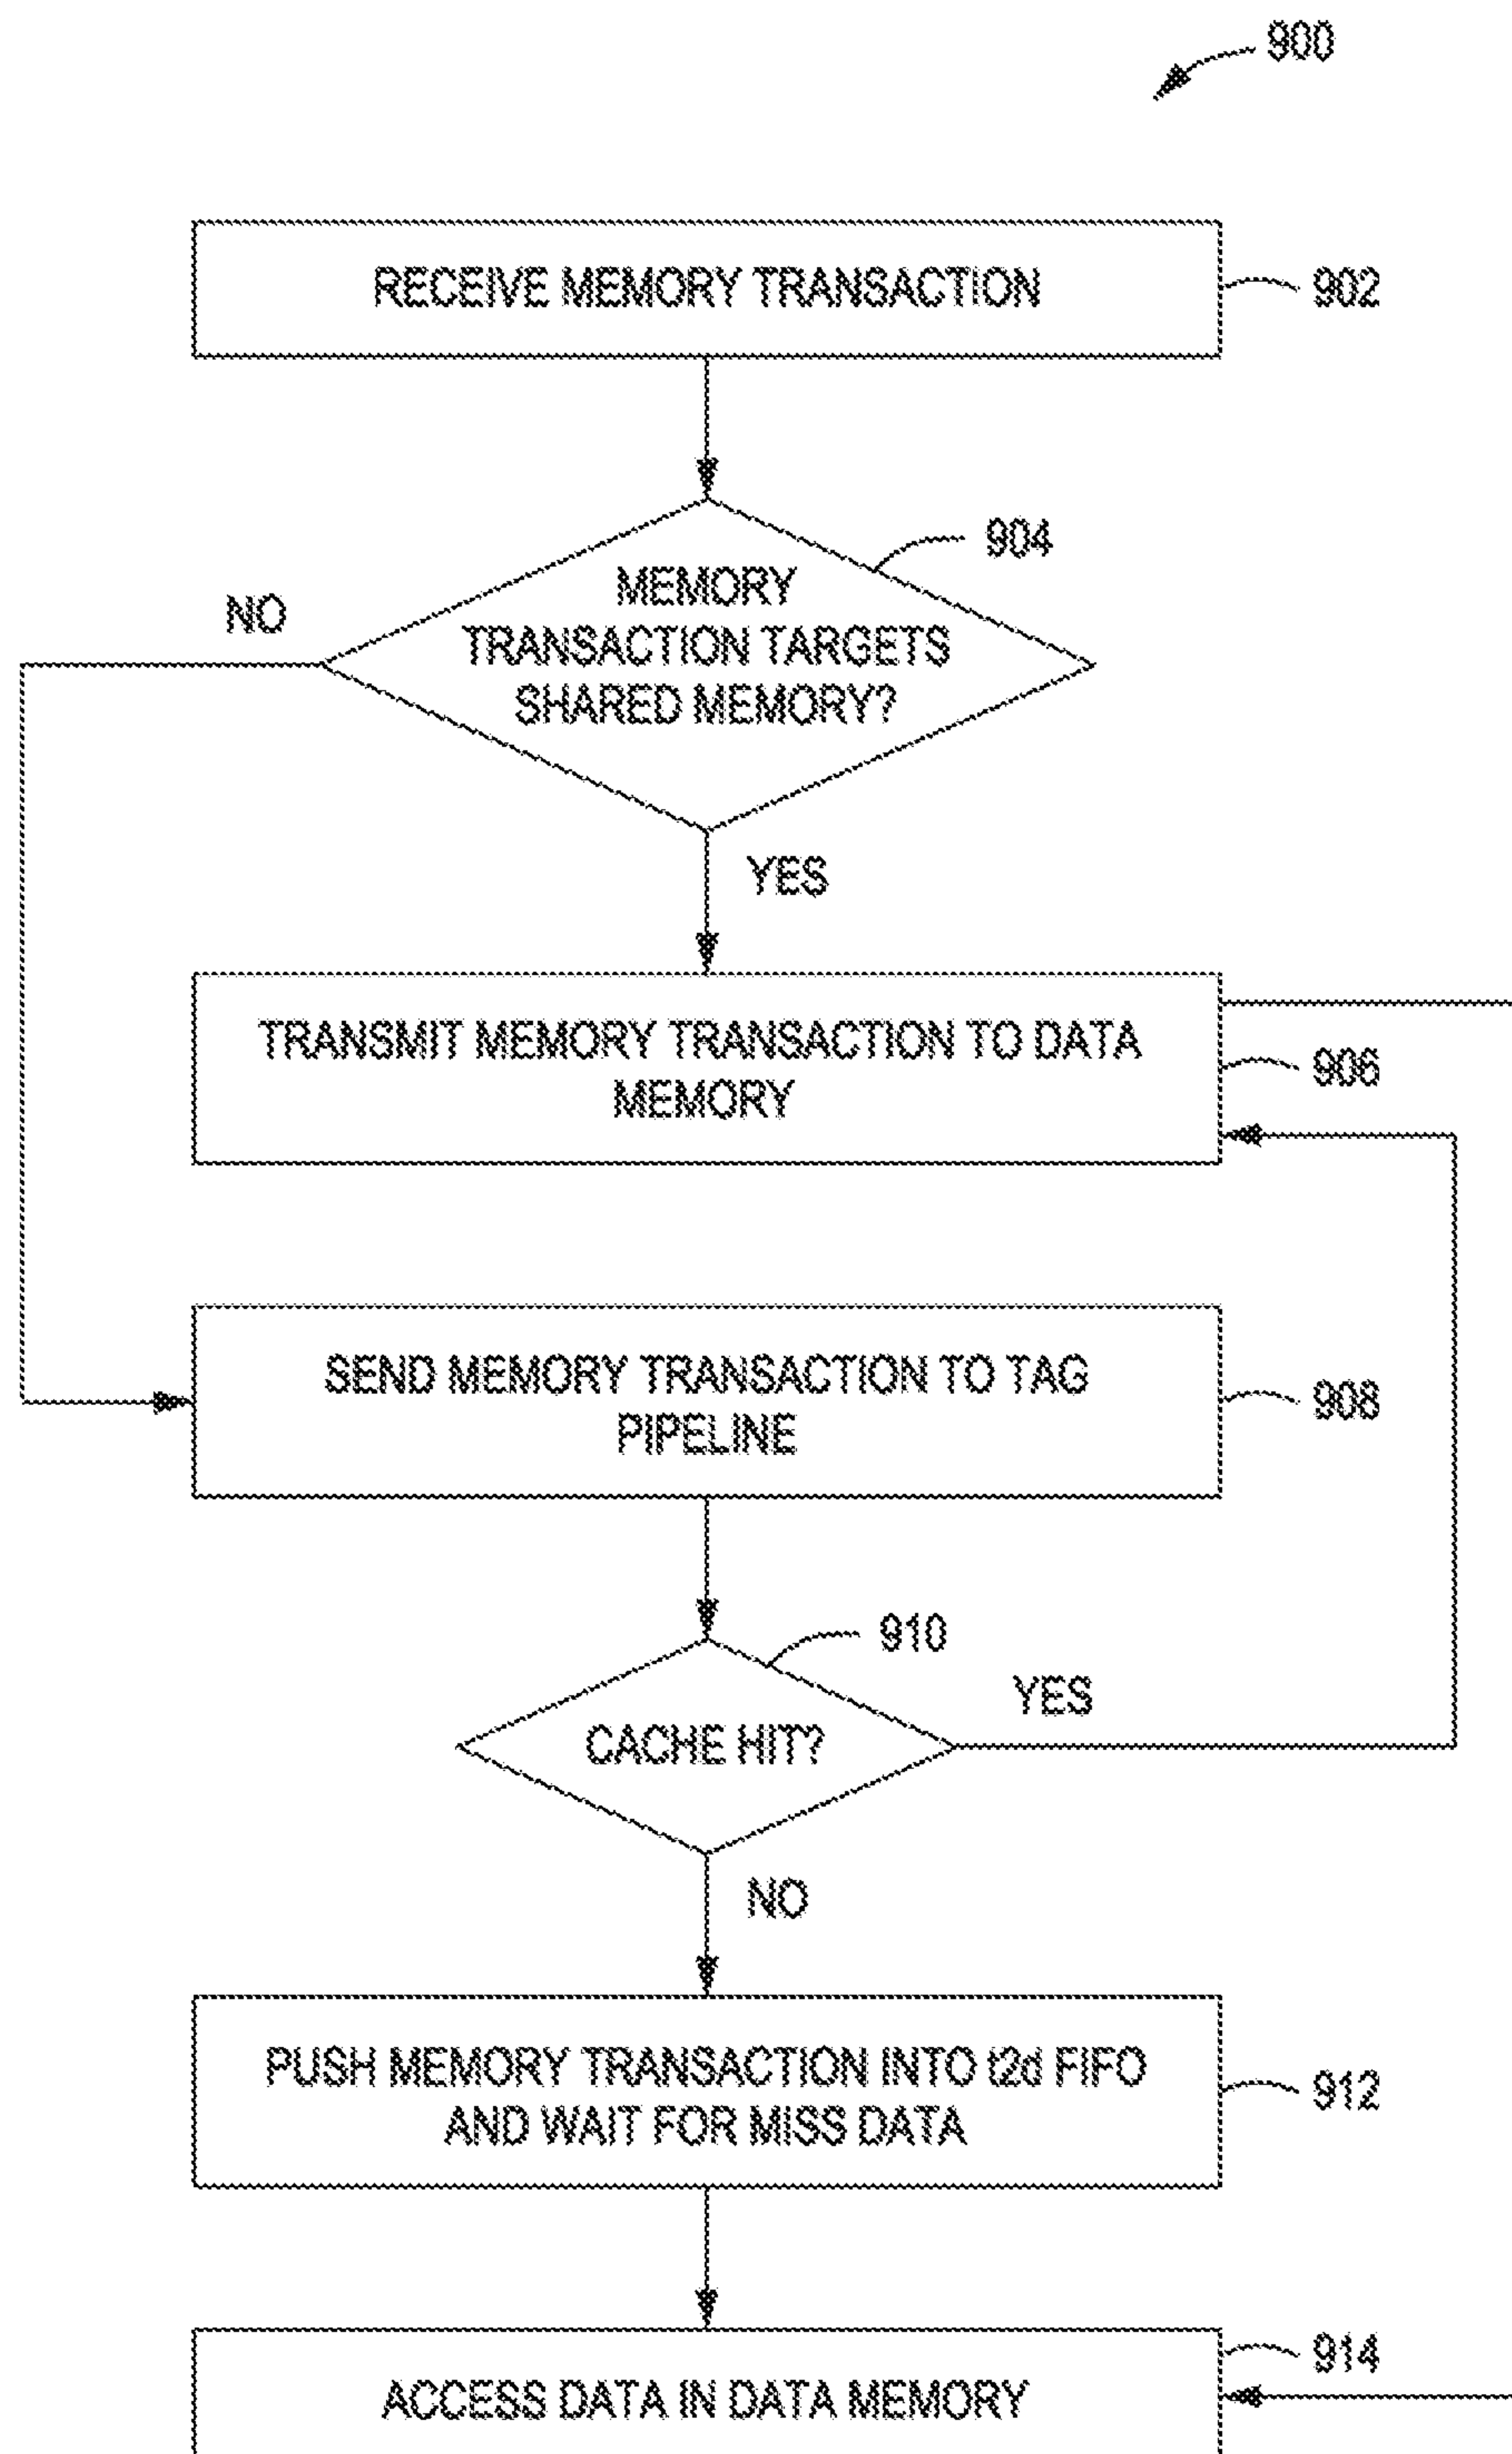 900
RECEIVE MEMORY TRANSACTION
902
904
MEMORY
TRANSACTION TARGETS
SHARED MEMORY?
NO
YES
TRANSMIT MEMORY TRANSACTION TO DATA
MEMORY
906
SEND MEMORY TRANSACTION TO TAG
PIPELINE
908
910
CACHE HIT?
YES
NO
PUSH MEMORY TRANSACTION INTO t2d FIFO
AND WAIT FOR MISS DATA
912
914
ACCESS DATA IN DATA MEMORY